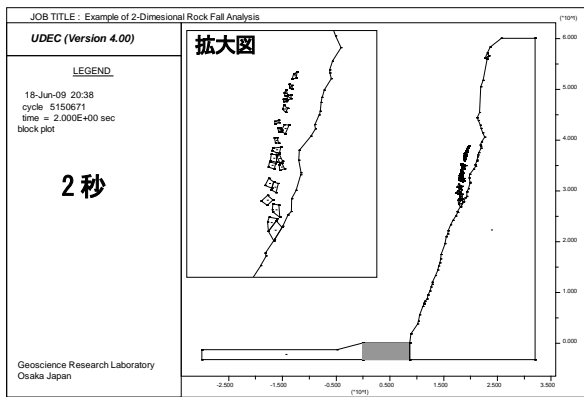 JOB TITLE : Example of 2-Dimesional Rock Fall Analysis
UDEC (Version 4.00)
LEGEND
18-Jun-09 20:38
cycle 5150671
time = 2.000E+00 sec
block plot
2 秒
Geoscience Research Laboratory
Osaka Japan
拡大図
(*10^1)
6.000
5.000
4.000
3.000
2.000
1.000
0.000
-2.500
-1.500
-0.500
0.500
1.500
2.500
3.500
(*10^1)